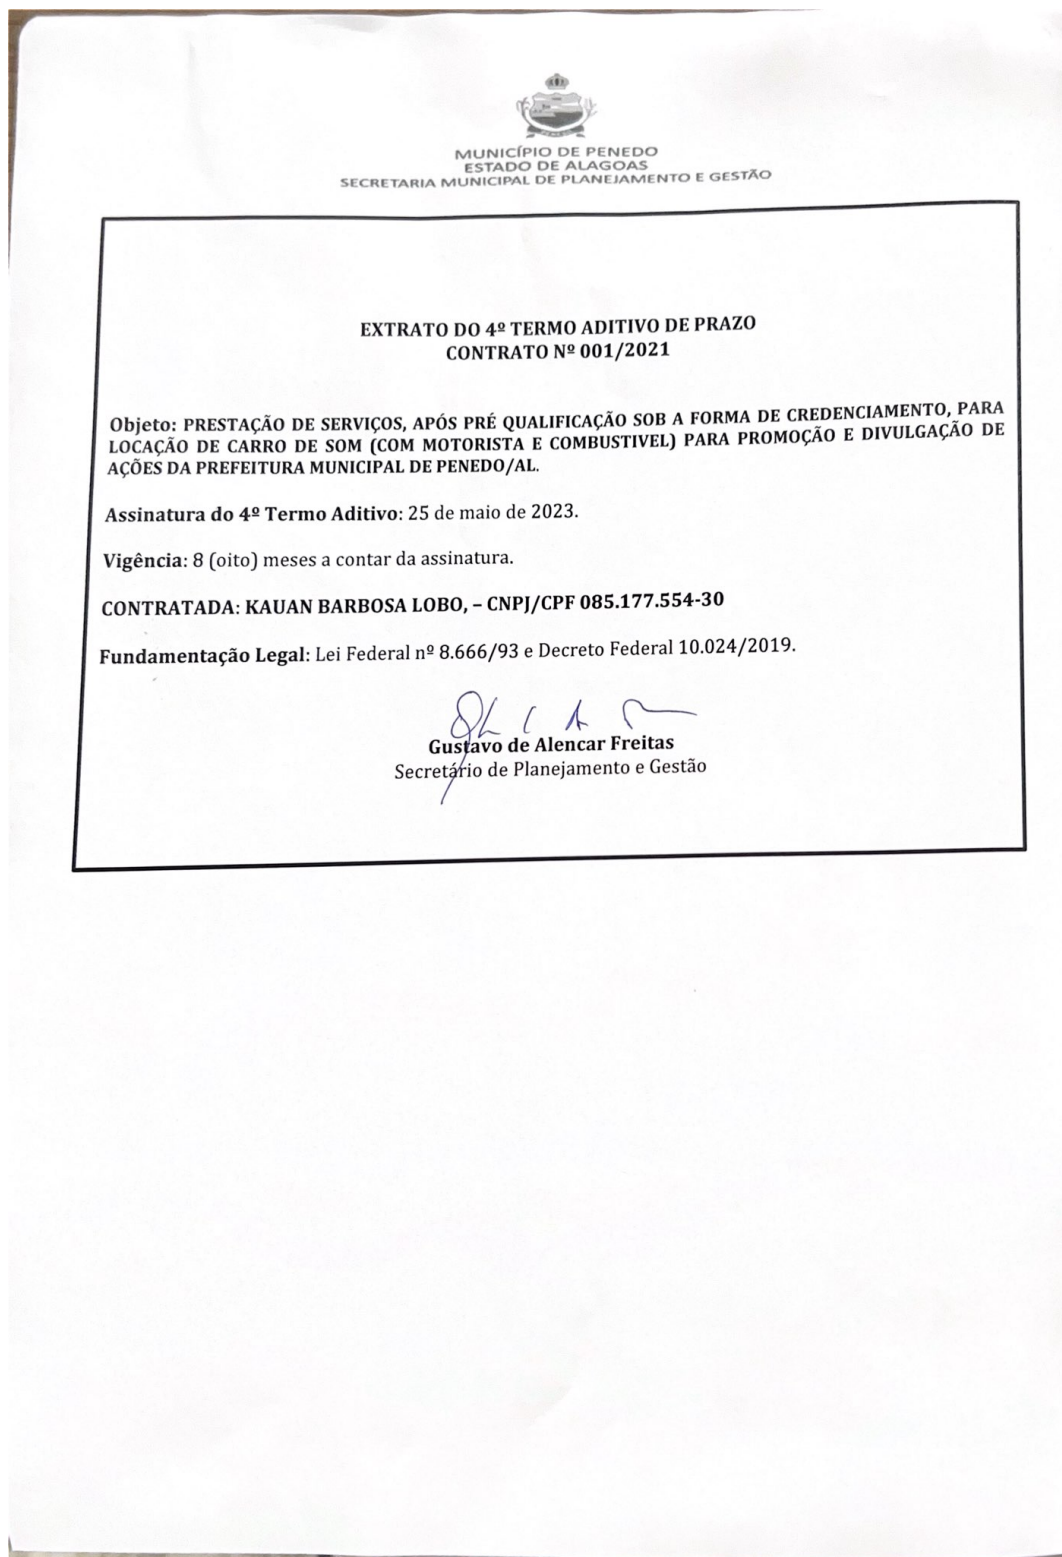 MUNICÍPIO DE PENEDO
ESTADO DE ALAGOAS
SECRETARIA MUNICIPAL DE PLANEJAMENTO E GESTÃO
EXTRATO DO 4º TERMO ADITIVO DE PRAZO
CONTRATO Nº 001/2021
Objeto: PRESTAÇÃO DE SERVIÇOS, APÓS PRÉ QUALIFICAÇÃO SOB A FORMA DE CREDENCIAMENTO, PARA
LOCAÇÃO DE CARRO DE SOM (COM MOTORISTA E COMBUSTIVEL) PARA PROMOÇÃO E DIVULGAÇÃO DE
AÇÕES DA PREFEITURA MUNICIPAL DE PENEDO/AL.
Assinatura do 4º Termo Aditivo: 25 de maio de 2023.
Vigência: 8 (oito) meses a contar da assinatura.
CONTRATADA: KAUAN BARBOSA LOBO, – CNPJ/CPF 085.177.554-30
Fundamentação Legal: Lei Federal nº 8.666/93 e Decreto Federal 10.024/2019.
Gustavo de Alencar Freitas
Secretário de Planejamento e Gestão